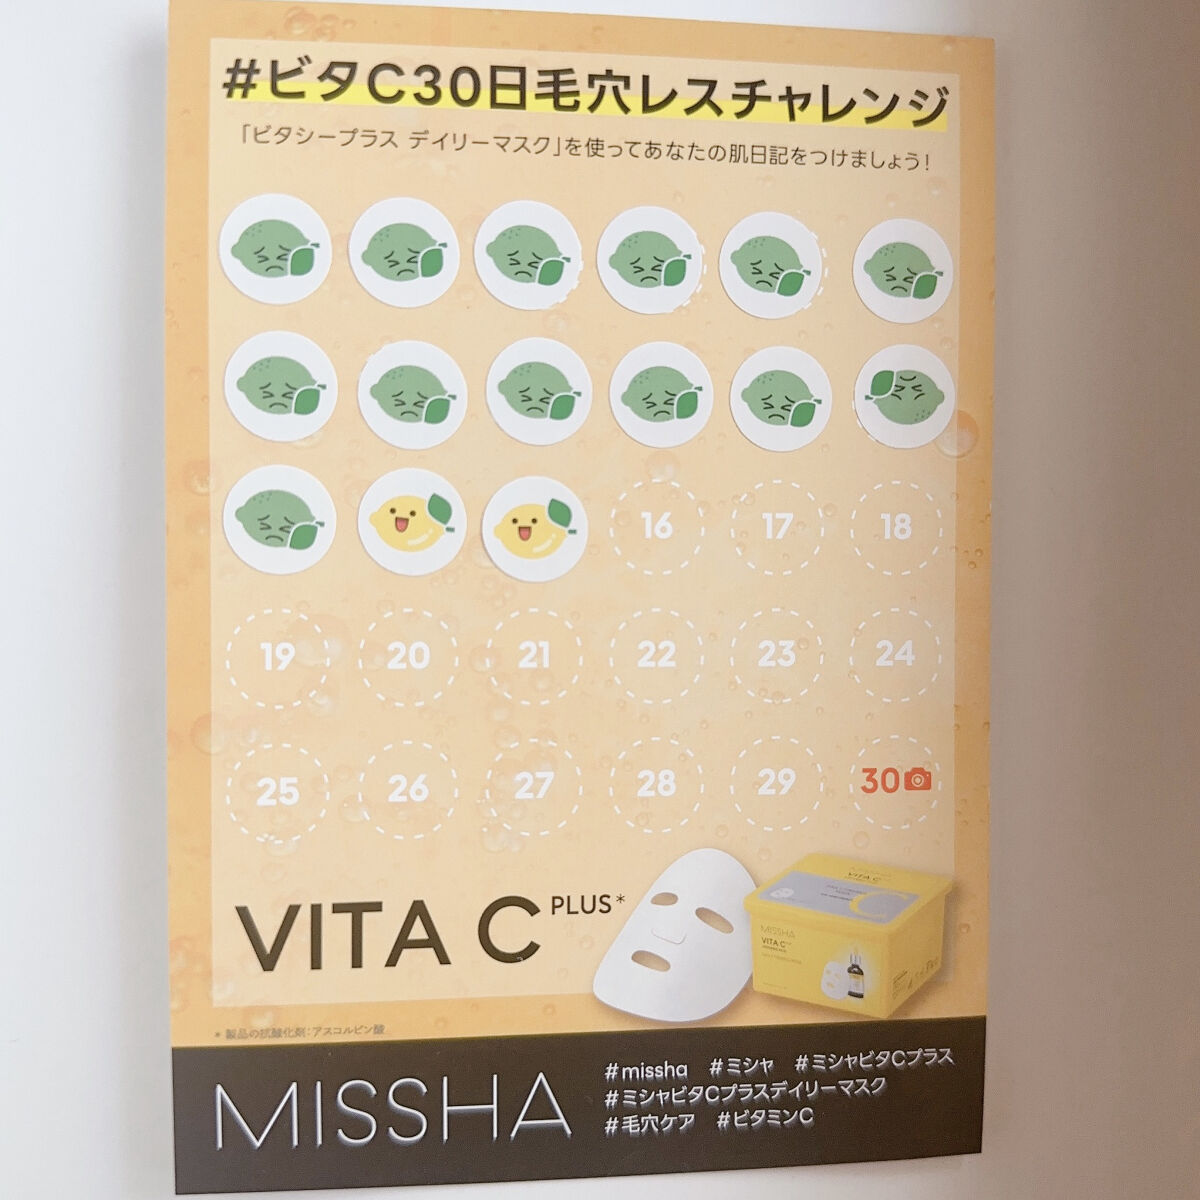 #ビタC30日毛穴レスチャレンジ
「ビタシープラス デイリーマスク」を使ってあなたの肌日記をつけましょう!
16 17 18
19 20 21 22 23 24
25 26 27 28 29 30
VITA C PLUS*
VITA C
MISSHA
VITA C
* 製品の抗酸化剤:アスコルビン酸
MISSHA
#missha #ミシャ #ミシャビタCプラス
#ミシャビタCプラスデイリーマスク
#毛穴ケア #ビタミンC